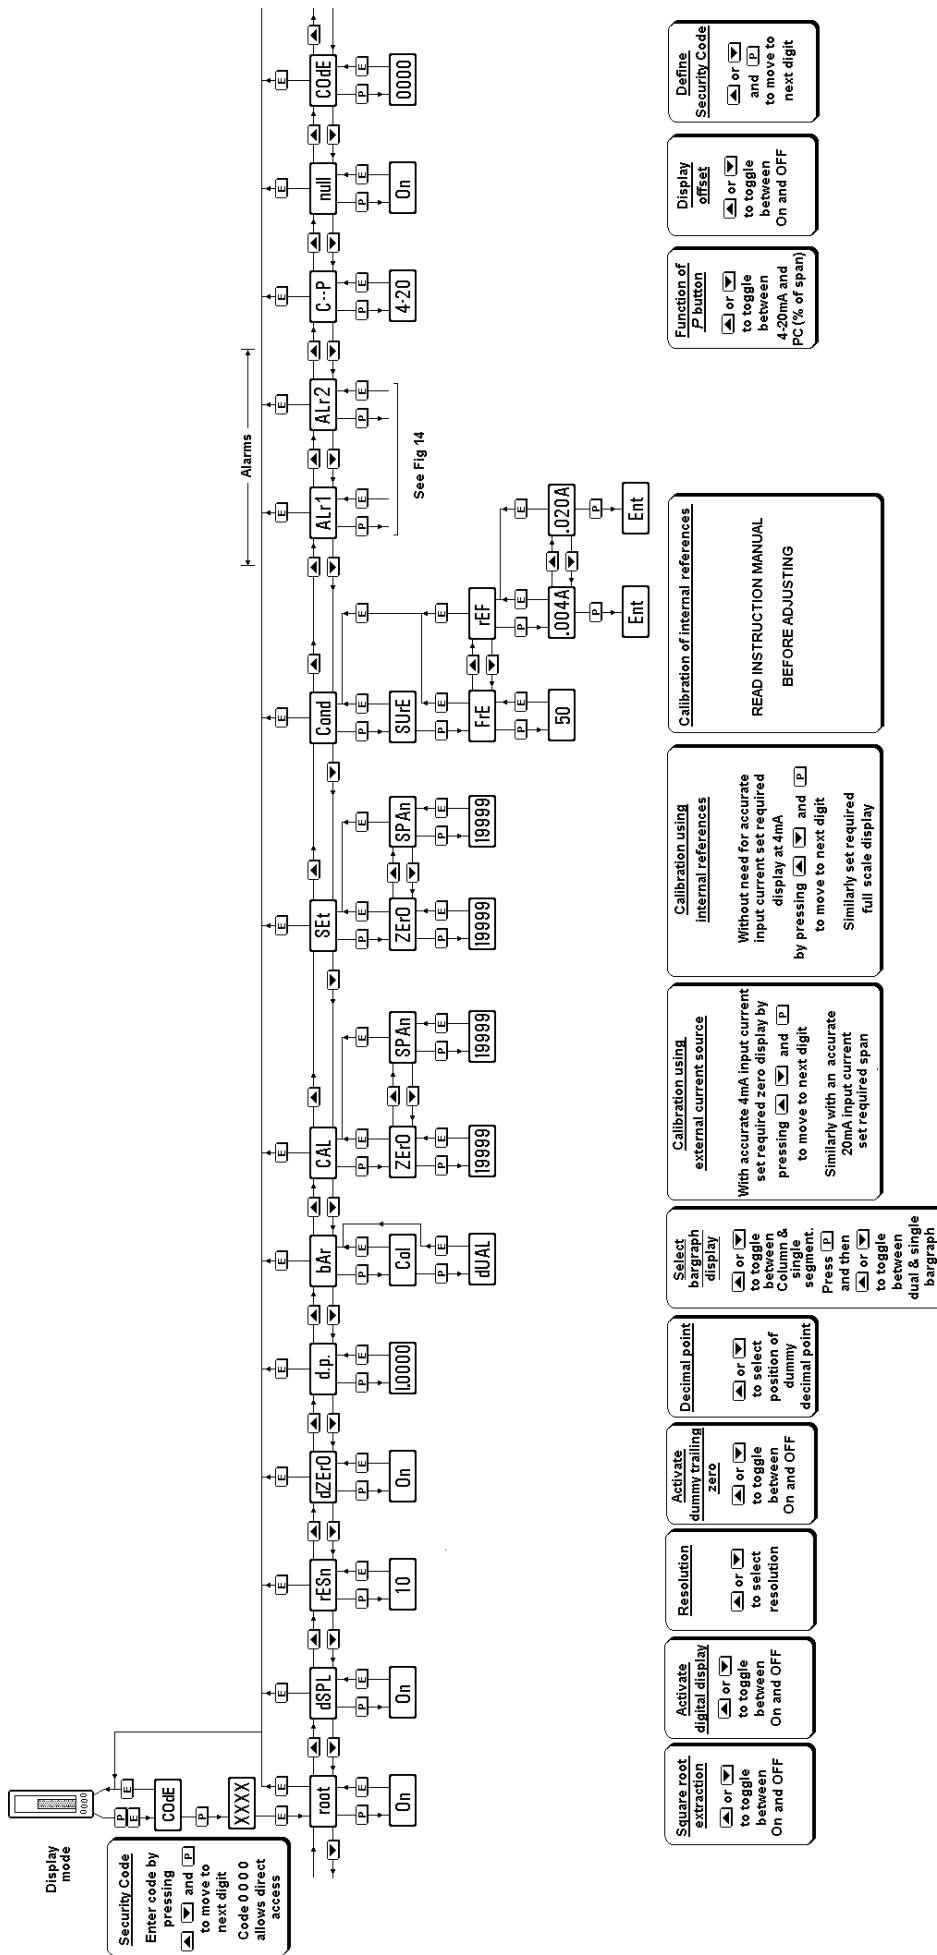 Display
mode
0000
P E E
COdE
P
XXXX
E
Security Code
Enter code by
pressing
▲ ▼ and P
to move to
next digit
Code 0 0 0 0
allows direct
access
Alarms
E E E E E E E E E E E E E E
root dSPL rESn dZErO d.p. bAr CAL SEt Cond ALr1 ALr2 C--P null COdE
P E P E P E P E P E P E P E E P E E P E E P E P E P E P E P E
On On 10 On 1.0000 Col ZErO SPAn ZErO SPAn SUrE 4-20 On 0000
See Fig 14
P E P E P E P E P E P E E
dUAL 19999 19999 19999 19999 FrE rEF
P E P E E
50 .004A .020A
P P
Ent Ent
Square root
extraction
▲ or ▼
to toggle
between
On and OFF
Activate
digital display
▲ or ▼
to toggle
between
On and OFF
Resolution
▲ or ▼
to select
resolution
Activate
dummy trailing
zero
▲ or ▼
to toggle
between
On and OFF
Decimal point
▲ or ▼
to select
position of
dummy
decimal point
Select
bargraph
display
▲ or ▼
to toggle
between
Column &
single
segment.
Press P
and then
▲ or ▼
to toggle
between
dual & single
bargraph
Calibration using
external current source
With accurate 4mA input current
set required zero display by
pressing ▲ ▼ and P
to move to next digit
Similarly with an accurate
20mA input current
set required span
Calibration using
internal references
Without need for accurate
input current set required
display at 4mA
by pressing ▲ ▼ and P
to move to next digit
Similarly set required
full scale display
Calibration of internal references
READ INSTRUCTION MANUAL
BEFORE ADJUSTING
Function of
P button
▲ or ▼
to toggle
between
4-20mA and
PC (% of span)
Display
offset
▲ or ▼
to toggle
between
On and OFF
Define
Security Code
▲ or ▼
and P
to move to
next digit